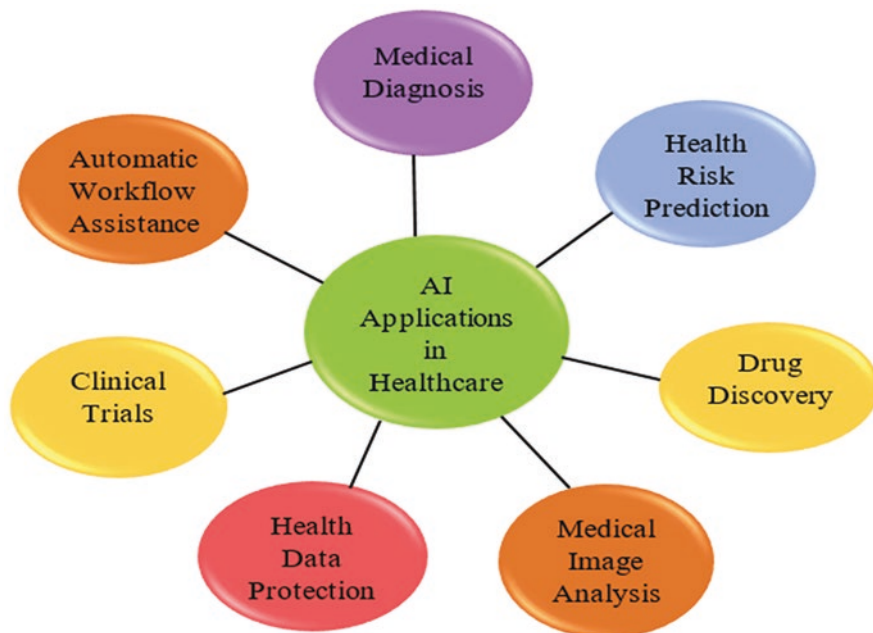 Medical
Diagnosis
Health
Risk
Prediction
Automatic
Workflow
Assistance
AI
Applications
in
Healthcare
Drug
Discovery
Clinical
Trials
Health
Data
Protection
Medical
Image
Analysis